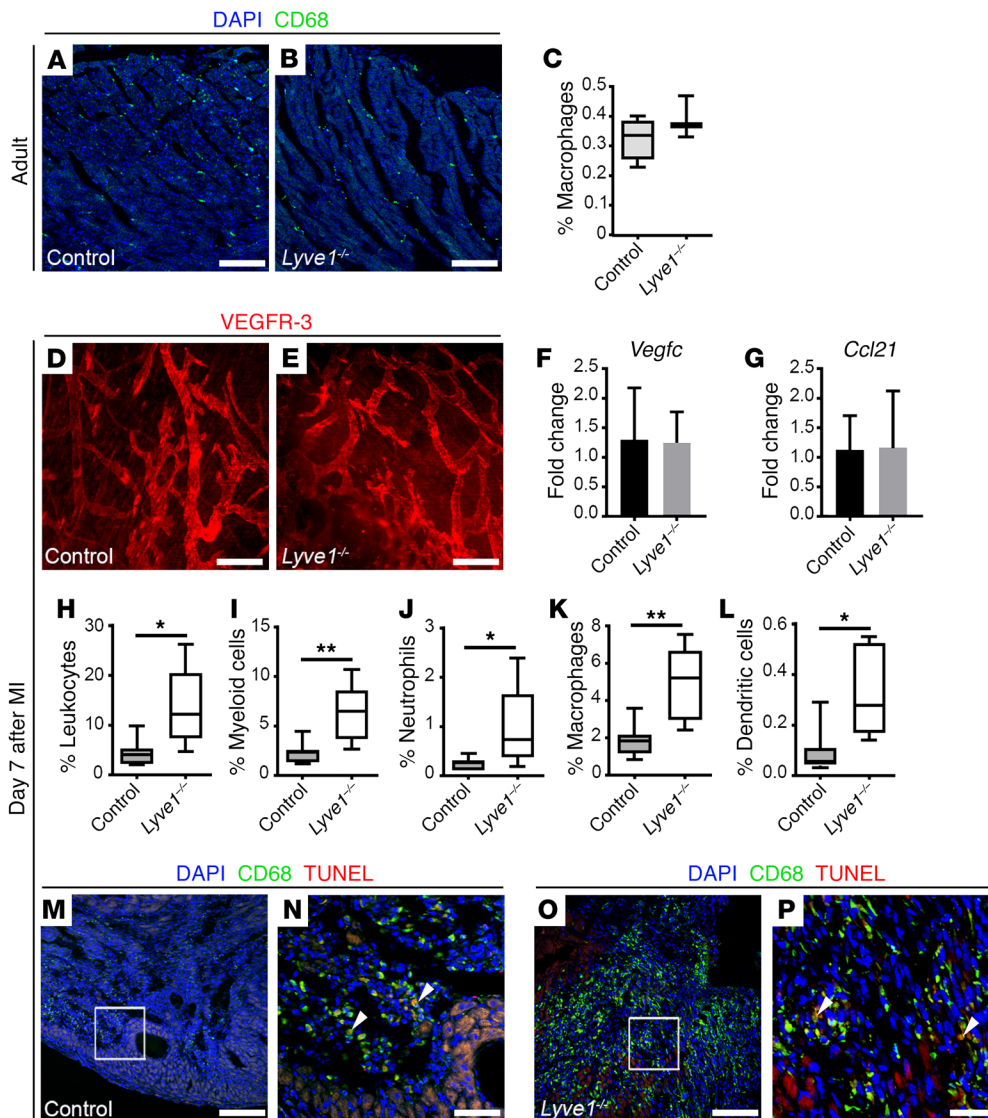 DAPI CD68
Adult
A
Control
B
Lyve1-/-
C
% Macrophages
0.5
0.4
0.3
0.2
0.1
0
Control
Lyve1-/-
Day 7 after MI
VEGFR-3
D
Control
E
Lyve1-/-
F
Vegfc
Fold change
2.5
2.0
1.5
1.0
0.5
0.0
Control
Lyve1-/-
G
Ccl21
Fold change
2.5
2.0
1.5
1.0
0.5
0.0
Control
Lyve1-/-
H
*
% Leukocytes
30
20
10
0
Control
Lyve1-/-
I
**
% Myeloid cells
15
10
5
0
Control
Lyve1-/-
J
*
% Neutrophils
3
2
1
0
Control
Lyve1-/-
K
**
% Macrophages
8
6
4
2
0
Control
Lyve1-/-
L
*
% Dendritic cells
0.6
0.4
0.2
0.0
Control
Lyve1-/-
DAPI CD68 TUNEL
M
Control
N
DAPI CD68 TUNEL
O
Lyve1-/-
P